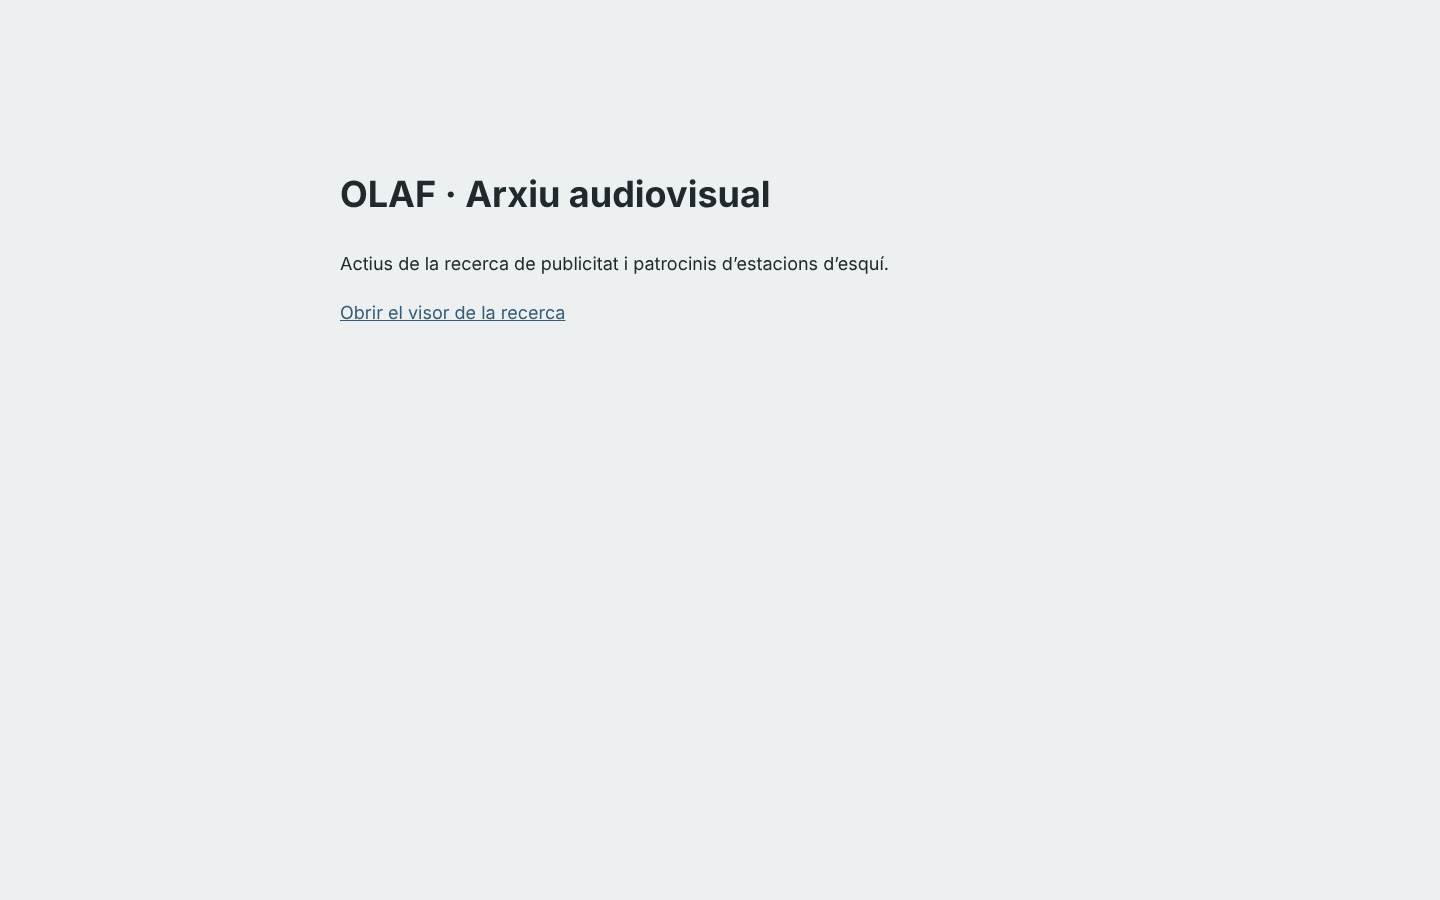 OLAF · Arxiu audiovisual
Actius de la recerca de publicitat i patrocinis d’estacions d’esquí.
Obrir el visor de la recerca